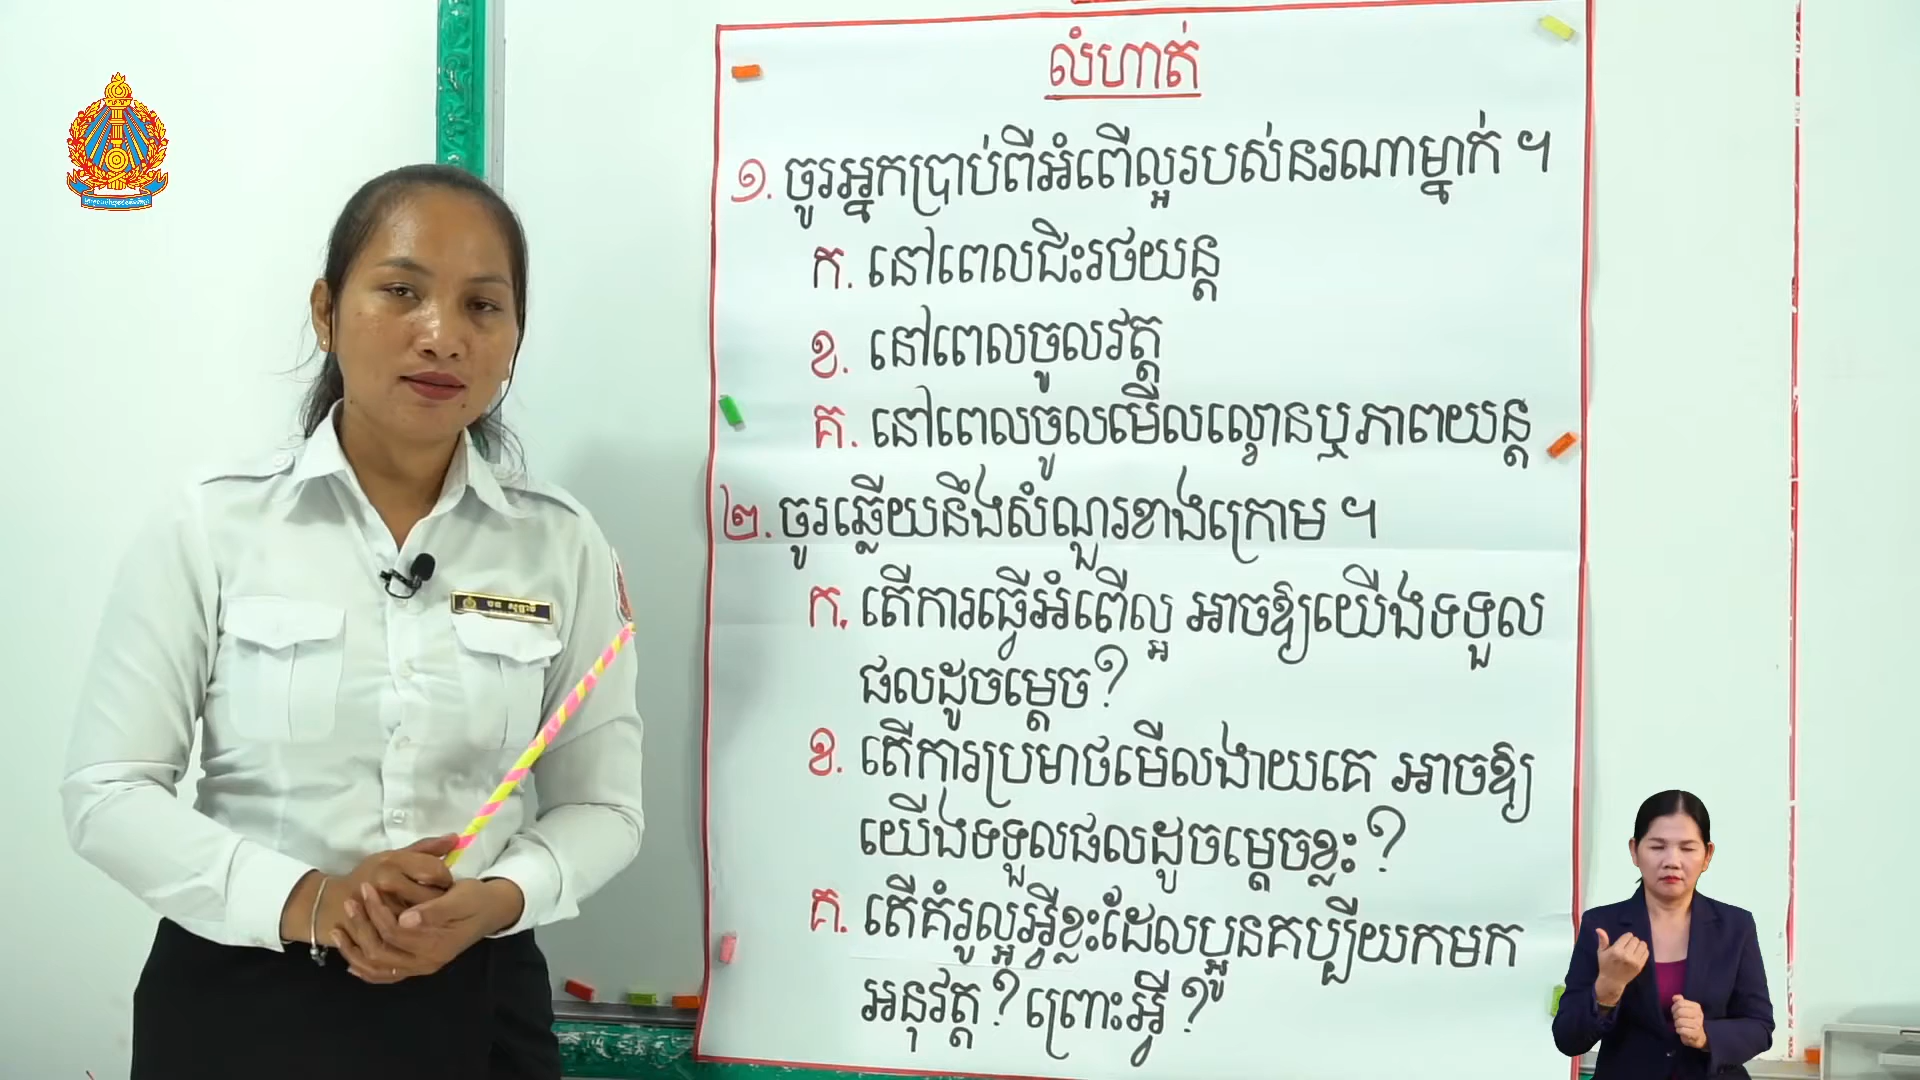 លំហាត់
១. ចូរអ្នកប្រាប់ពីអំពើល្អរបស់នរណាម្នាក់ ។
ក. នៅពេលជិះរថយន្ត
ខ. នៅពេលចូលវត្ត
គ. នៅពេលចូលមើលល្ខោនឬភាពយន្ត
២. ចូរឆ្លើយនឹងសំណួរខាងក្រោម ។
ក. តើការធ្វើអំពើល្អ អាចឱ្យយើងទទួល
ផលដូចម្តេច?
ខ. តើការប្រមាថមើលងាយគេ អាចឱ្យ
យើងទទួលផលដូចម្តេចខ្លះ?
គ. តើគំរូល្អអ្វីខ្លះដែលប្អូនគប្បីយកមក
អនុវត្ត? ព្រោះអ្វី?